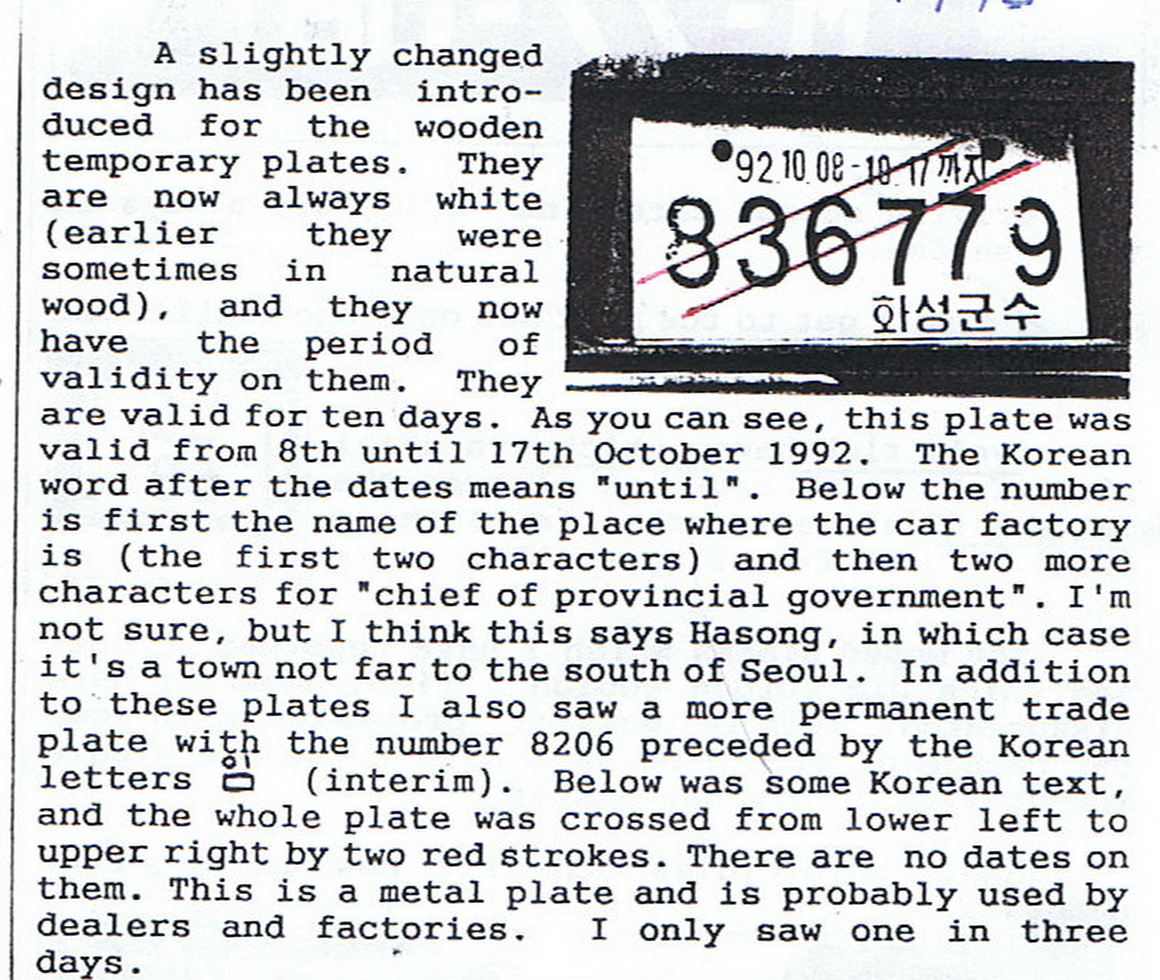 A slightly changed
design has been intro-
duced for the wooden
temporary plates. They
are now always white
(earlier they were
sometimes in natural
wood), and they now
have the period of
validity on them. They
are valid for ten days. As you can see, this plate was
valid from 8th until 17th October 1992. The Korean
word after the dates means "until". Below the number
is first the name of the place where the car factory
is (the first two characters) and then two more
characters for "chief of provincial government". I'm
not sure, but I think this says Hasong, in which case
it's a town not far to the south of Seoul. In addition
to these plates I also saw a more permanent trade
plate with the number 8206 preceded by the Korean
letters 임 (interim). Below was some Korean text,
and the whole plate was crossed from lower left to
upper right by two red strokes. There are no dates on
them. This is a metal plate and is probably used by
dealers and factories. I only saw one in three
days.
92.10.08-10.17까지
836779
화성군수